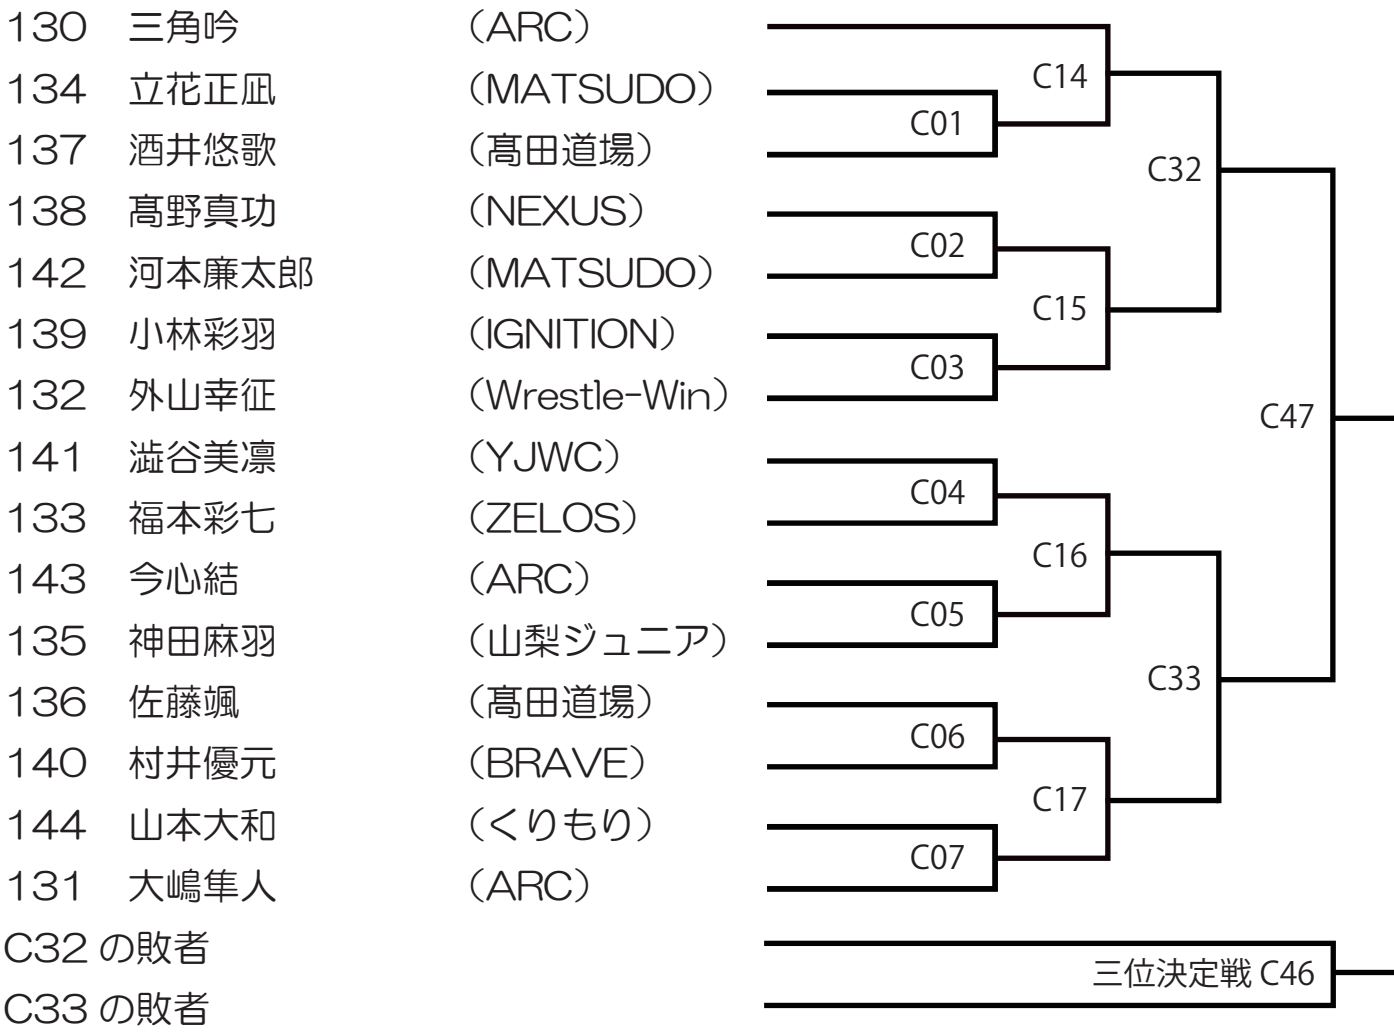 130 三角吟 （ARC）
C14
134 立花正凪 （MATSUDO）
C01
137 酒井悠歌 （髙田道場）
C32
138 髙野真功 （NEXUS）
C02
142 河本廉太郎 （MATSUDO）
C15
139 小林彩羽 （IGNITION）
C03
132 外山幸征 （Wrestle-Win）
C47
141 澁谷美凛 （YJWC）
C04
133 福本彩七 （ZELOS）
C16
143 今心結 （ARC）
C05
135 神田麻羽 （山梨ジュニア）
C33
136 佐藤颯 （髙田道場）
C06
140 村井優元 （BRAVE）
C17
144 山本大和 （くりもり）
C07
131 大嶋隼人 （ARC）
C32 の敗者
三位決定戦 C46
C33 の敗者